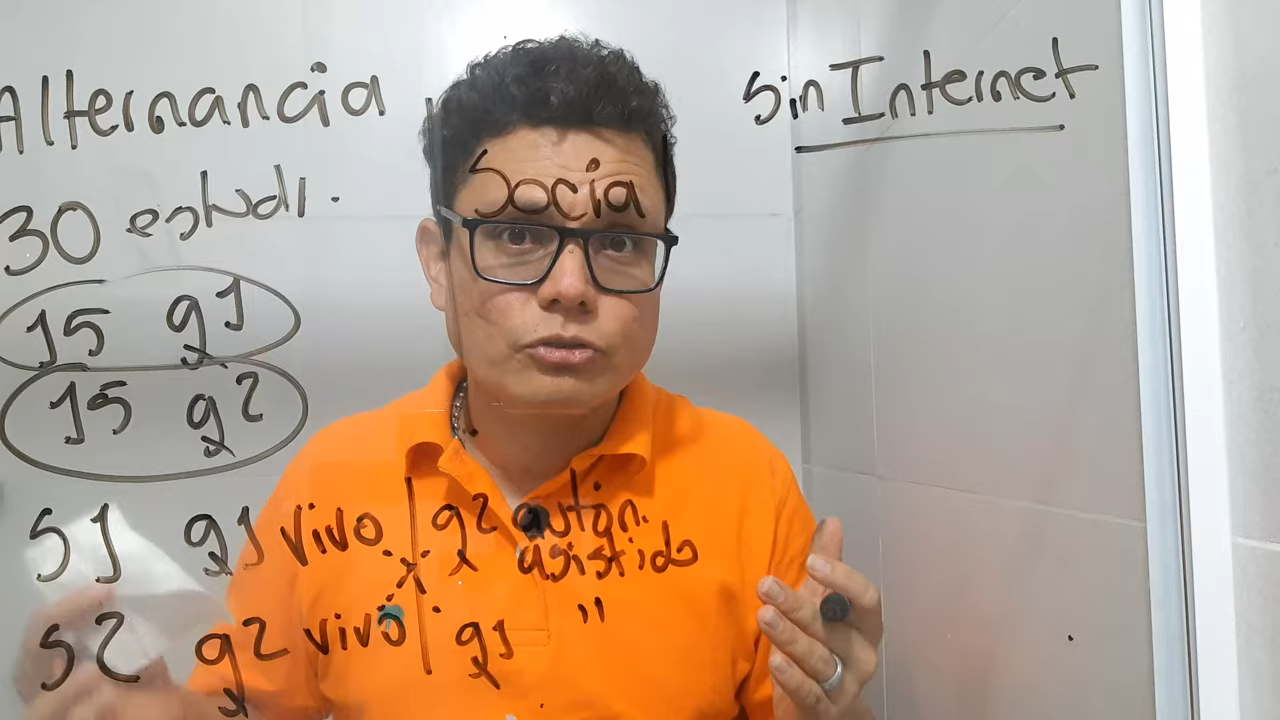 Alternancia
30 estudi.
15 g1
15 g2
S1 g1 vivo g2 autón.
asistido
S2 g2 vivo g1 "
Socia
Sin Internet